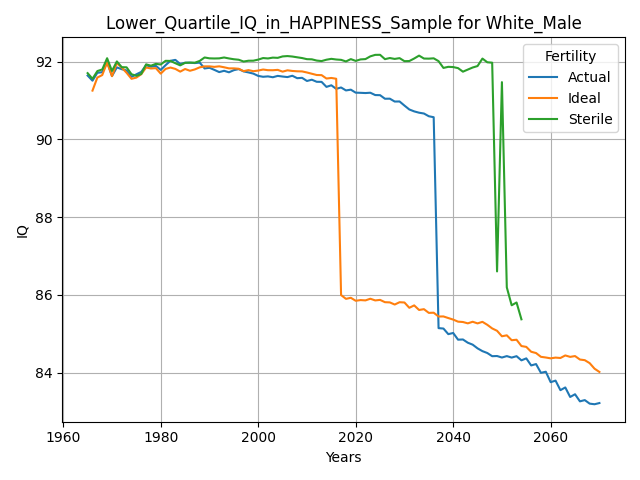 Lower_Quartile_IQ_in_HAPPINESS_Sample for White_Male
Fertility
Actual
Ideal
Sterile
92
90
88
86
84
IQ
1960
1980
2000
2020
2040
2060
Years